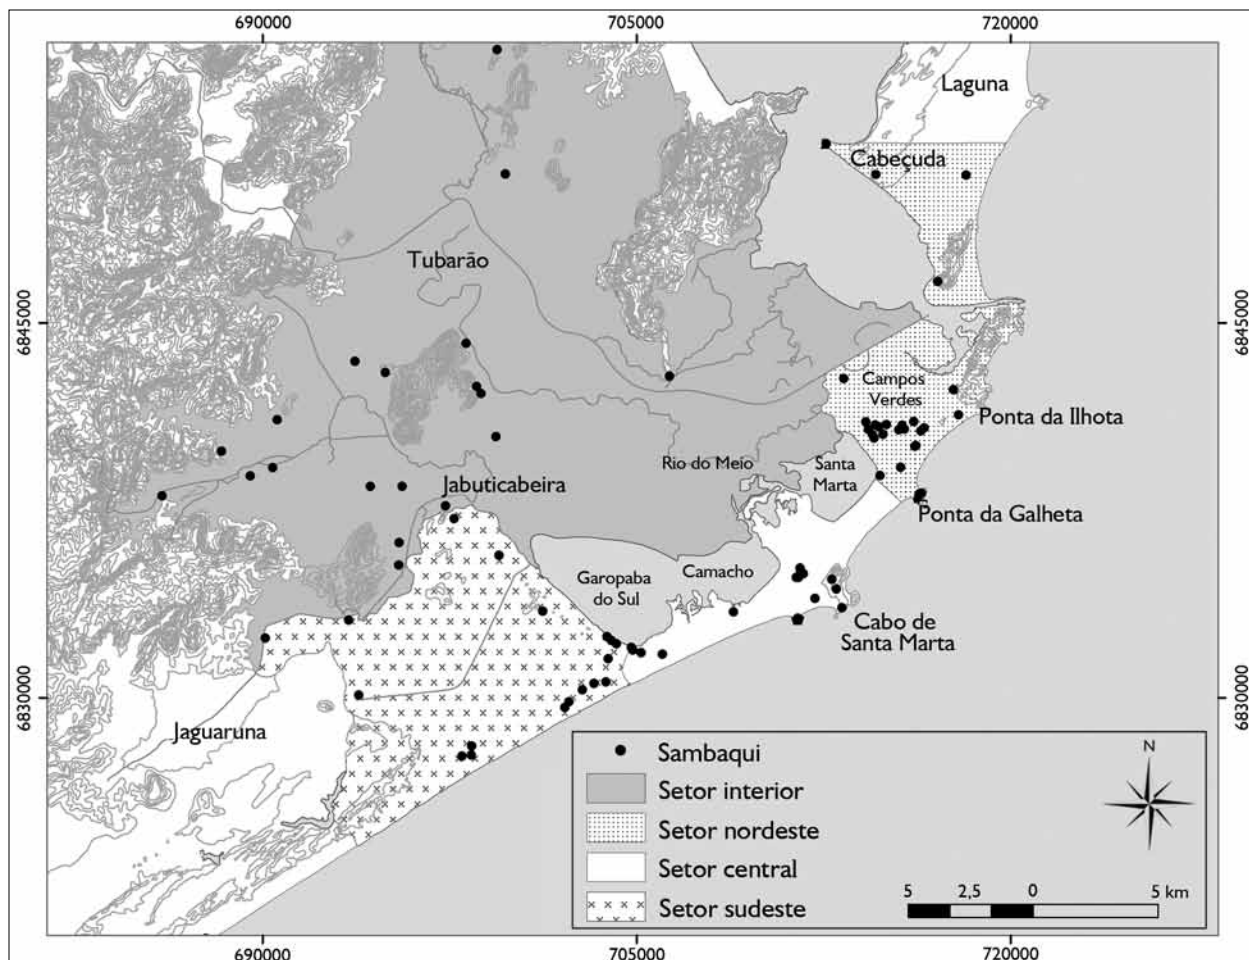 690000
705000
720000
Laguna
Cabeçuda
Tubarão
6845000
6845000
Campos
Verdes
Ponta da Ilhota
Rio do Meio
Santa
Marta
Jabuticabeira
Ponta da Galheta
Garopaba
do Sul
Camacho
Cabo de
Santa Marta
6830000
6830000
Jaguaruna
Sambaqui
Setor interior
Setor nordeste
Setor central
Setor sudeste
N
5 2,5 0 5 km
690000
705000
720000